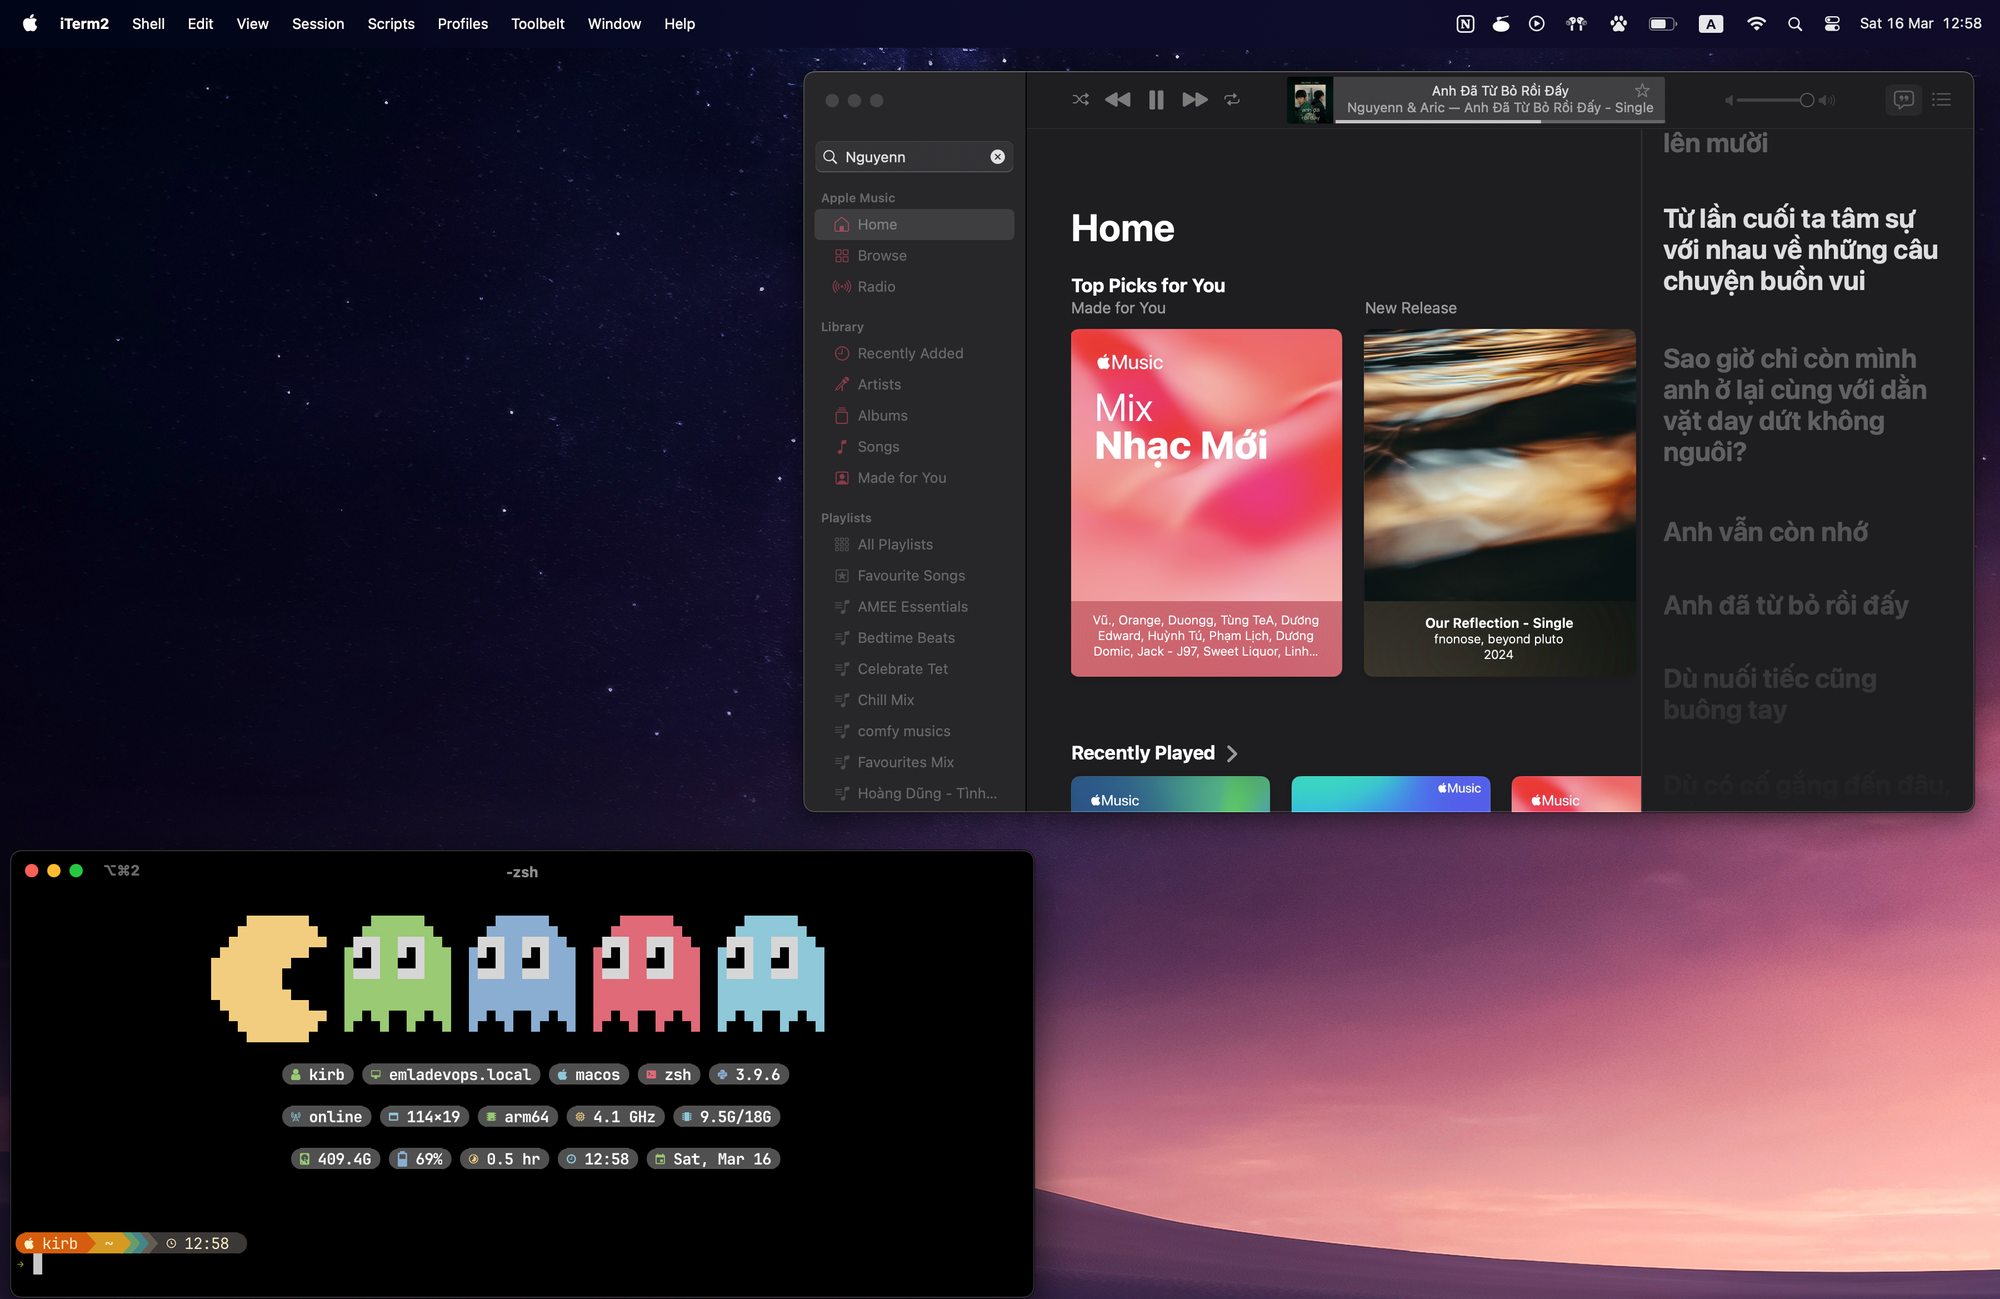 iTerm2 Shell Edit View Session Scripts Profiles Toolbelt Window Help
A Sat 16 Mar 12:58
Anh Đã Từ Bỏ Rồi Đấy
Nguyenn & Aric — Anh Đã Từ Bỏ Rồi Đấy - Single
Nguyenn
Apple Music
Home
Browse
Radio
Library
Recently Added
Artists
Albums
Songs
Made for You
Playlists
All Playlists
Favourite Songs
AMEE Essentials
Bedtime Beats
Celebrate Tet
Chill Mix
comfy musics
Favourites Mix
Hoàng Dũng - Tình...
Home
Top Picks for You
Made for You
Music
Mix
Nhạc Mới
Vũ., Orange, Duongg, Tùng TeA, Dương
Edward, Huỳnh Tú, Phạm Lịch, Dương
Domic, Jack - J97, Sweet Liquor, Linh...
New Release
Our Reflection - Single
fnonose, beyond pluto
2024
Recently Played
Music
Music
Music
lên mười
Từ lần cuối ta tâm sự
với nhau về những câu
chuyện buồn vui
Sao giờ chỉ còn mình
anh ở lại cùng với dằn
vặt day dứt không
nguôi?
Anh vẫn còn nhớ
Anh đã từ bỏ rồi đấy
Dù nuối tiếc cũng
buông tay
Dù có cố gắng đến đâu,
⌥⌘2
-zsh
kirb emladevops.local macos zsh 3.9.6
online 114×19 arm64 4.1 GHz 9.5G/18G
409.4G 69% 0.5 hr 12:58 Sat, Mar 16
kirb ~ 12:58